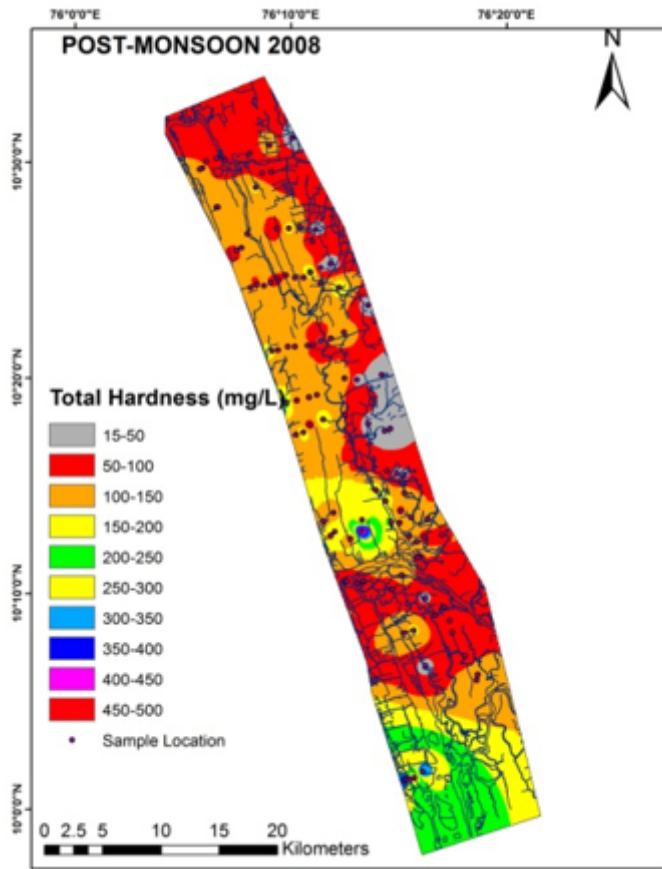 76°0'0"E 76°10'0"E 76°20'0"E
POST-MONSOON 2008
N
10°30'0"N
10°20'0"N
10°10'0"N
10°0'0"N
Total Hardness (mg/L)
15-50
50-100
100-150
150-200
200-250
250-300
300-350
350-400
400-450
450-500
Sample Location
0 2.5 5 10 15 20
Kilometers